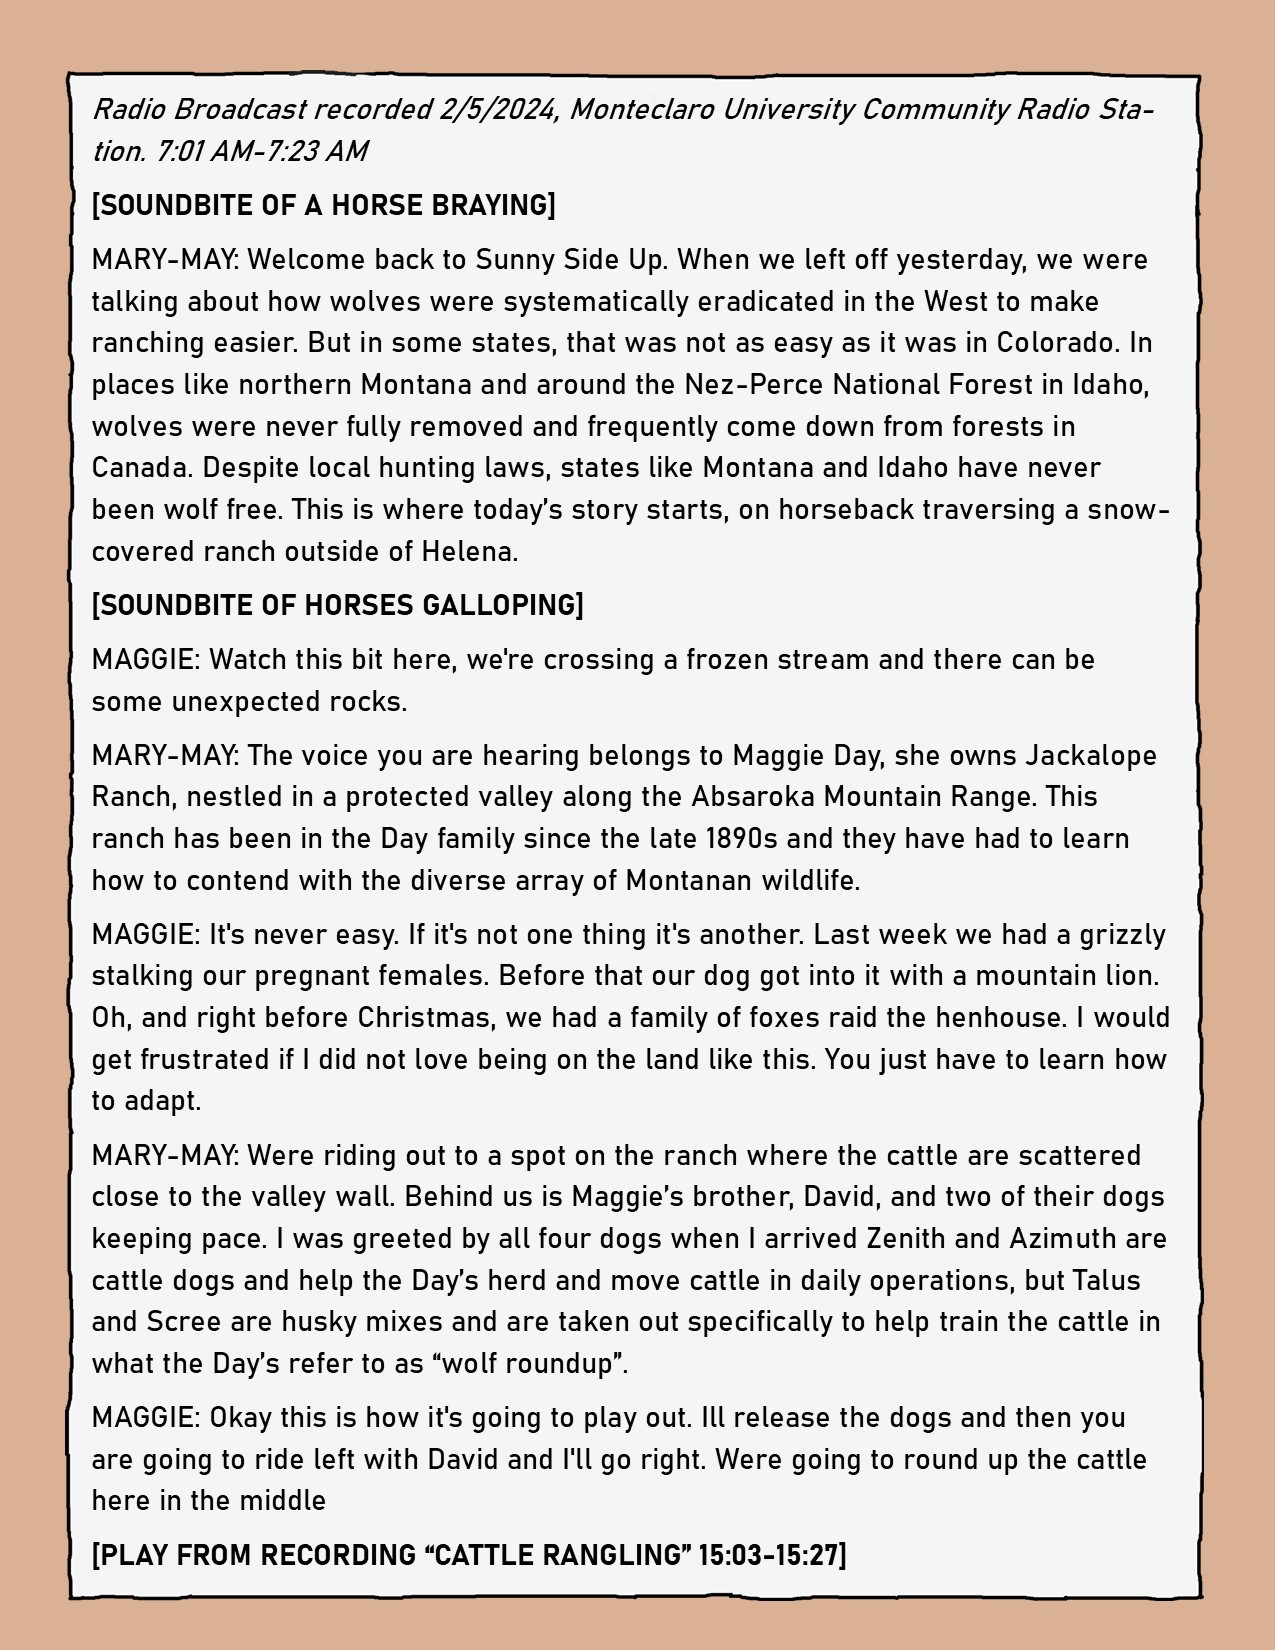 Radio Broadcast recorded 2/5/2024, Monteclaro University Community Radio Sta-
tion. 7:01 AM-7:23 AM
[SOUNDBITE OF A HORSE BRAYING]
MARY-MAY: Welcome back to Sunny Side Up. When we left off yesterday, we were
talking about how wolves were systematically eradicated in the West to make
ranching easier. But in some states, that was not as easy as it was in Colorado. In
places like northern Montana and around the Nez-Perce National Forest in Idaho,
wolves were never fully removed and frequently come down from forests in
Canada. Despite local hunting laws, states like Montana and Idaho have never
been wolf free. This is where today’s story starts, on horseback traversing a snow-
covered ranch outside of Helena.
[SOUNDBITE OF HORSES GALLOPING]
MAGGIE: Watch this bit here, we're crossing a frozen stream and there can be
some unexpected rocks.
MARY-MAY: The voice you are hearing belongs to Maggie Day, she owns Jackalope
Ranch, nestled in a protected valley along the Absaroka Mountain Range. This
ranch has been in the Day family since the late 1890s and they have had to learn
how to contend with the diverse array of Montanan wildlife.
MAGGIE: It's never easy. If it's not one thing it's another. Last week we had a grizzly
stalking our pregnant females. Before that our dog got into it with a mountain lion.
Oh, and right before Christmas, we had a family of foxes raid the henhouse. I would
get frustrated if I did not love being on the land like this. You just have to learn how
to adapt.
MARY-MAY: Were riding out to a spot on the ranch where the cattle are scattered
close to the valley wall. Behind us is Maggie’s brother, David, and two of their dogs
keeping pace. I was greeted by all four dogs when I arrived Zenith and Azimuth are
cattle dogs and help the Day’s herd and move cattle in daily operations, but Talus
and Scree are husky mixes and are taken out specifically to help train the cattle in
what the Day’s refer to as “wolf roundup”.
MAGGIE: Okay this is how it's going to play out. Ill release the dogs and then you
are going to ride left with David and I'll go right. Were going to round up the cattle
here in the middle
[PLAY FROM RECORDING “CATTLE RANGLING” 15:03-15:27]